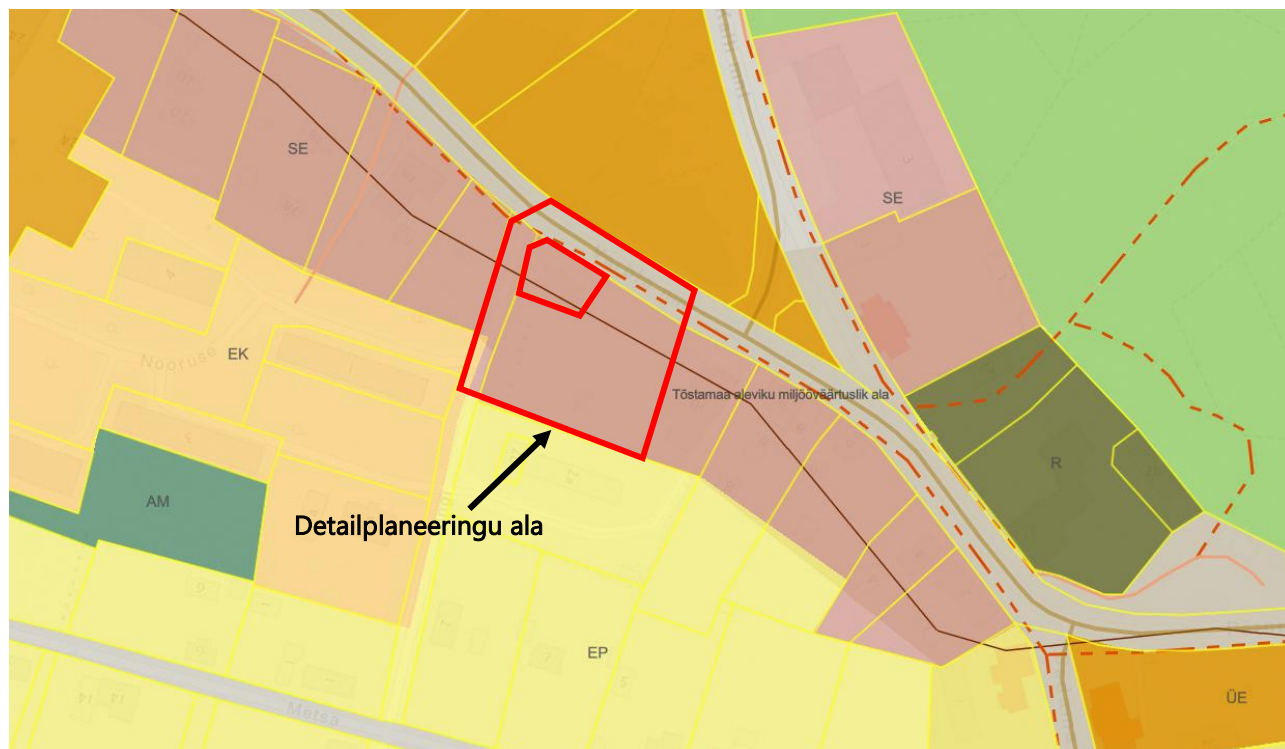 SE
SE
Nooruse
EK
Tõstamaa aleviku miljööväärtuslik ala
R
AM
Detailplaneeringu ala
EP
Metsa
ÜE